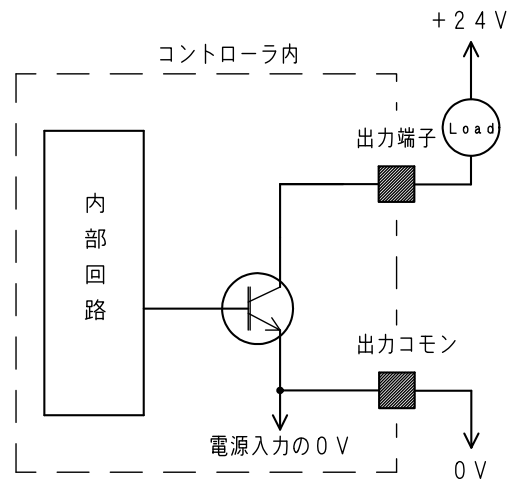 +24V
コントローラ内
Load
出力端子
内部回路
出力コモン
電源入力の0V
0V